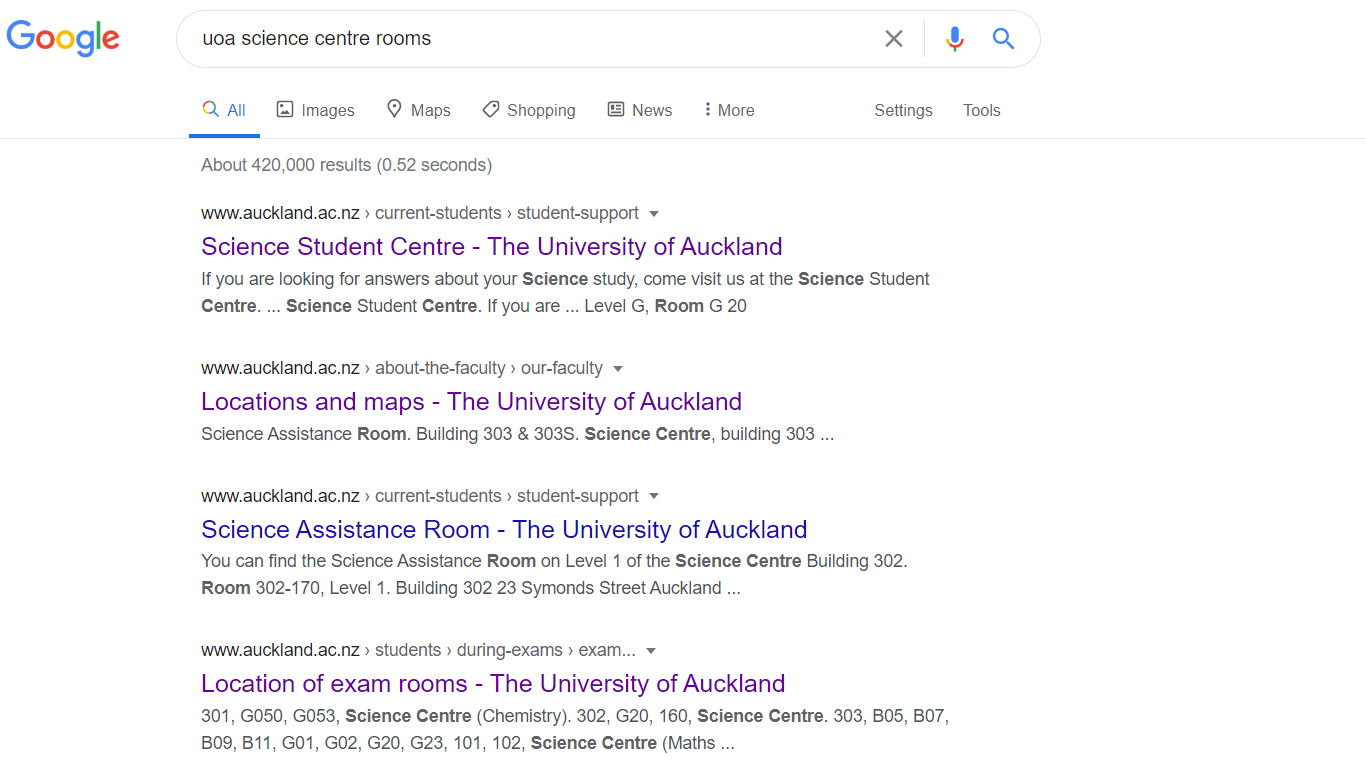 Google
uoa science centre rooms
All Images Maps Shopping News More Settings Tools
About 420,000 results (0.52 seconds)
www.auckland.ac.nz › current-students › student-support
Science Student Centre - The University of Auckland
If you are looking for answers about your Science study, come visit us at the Science Student
Centre. ... Science Student Centre. If you are ... Level G, Room G 20
www.auckland.ac.nz › about-the-faculty › our-faculty
Locations and maps - The University of Auckland
Science Assistance Room. Building 303 & 303S. Science Centre, building 303 ...
www.auckland.ac.nz › current-students › student-support
Science Assistance Room - The University of Auckland
You can find the Science Assistance Room on Level 1 of the Science Centre Building 302.
Room 302-170, Level 1. Building 302 23 Symonds Street Auckland ...
www.auckland.ac.nz › students › during-exams › exam...
Location of exam rooms - The University of Auckland
301, G050, G053, Science Centre (Chemistry). 302, G20, 160, Science Centre. 303, B05, B07,
B09, B11, G01, G02, G20, G23, 101, 102, Science Centre (Maths ...